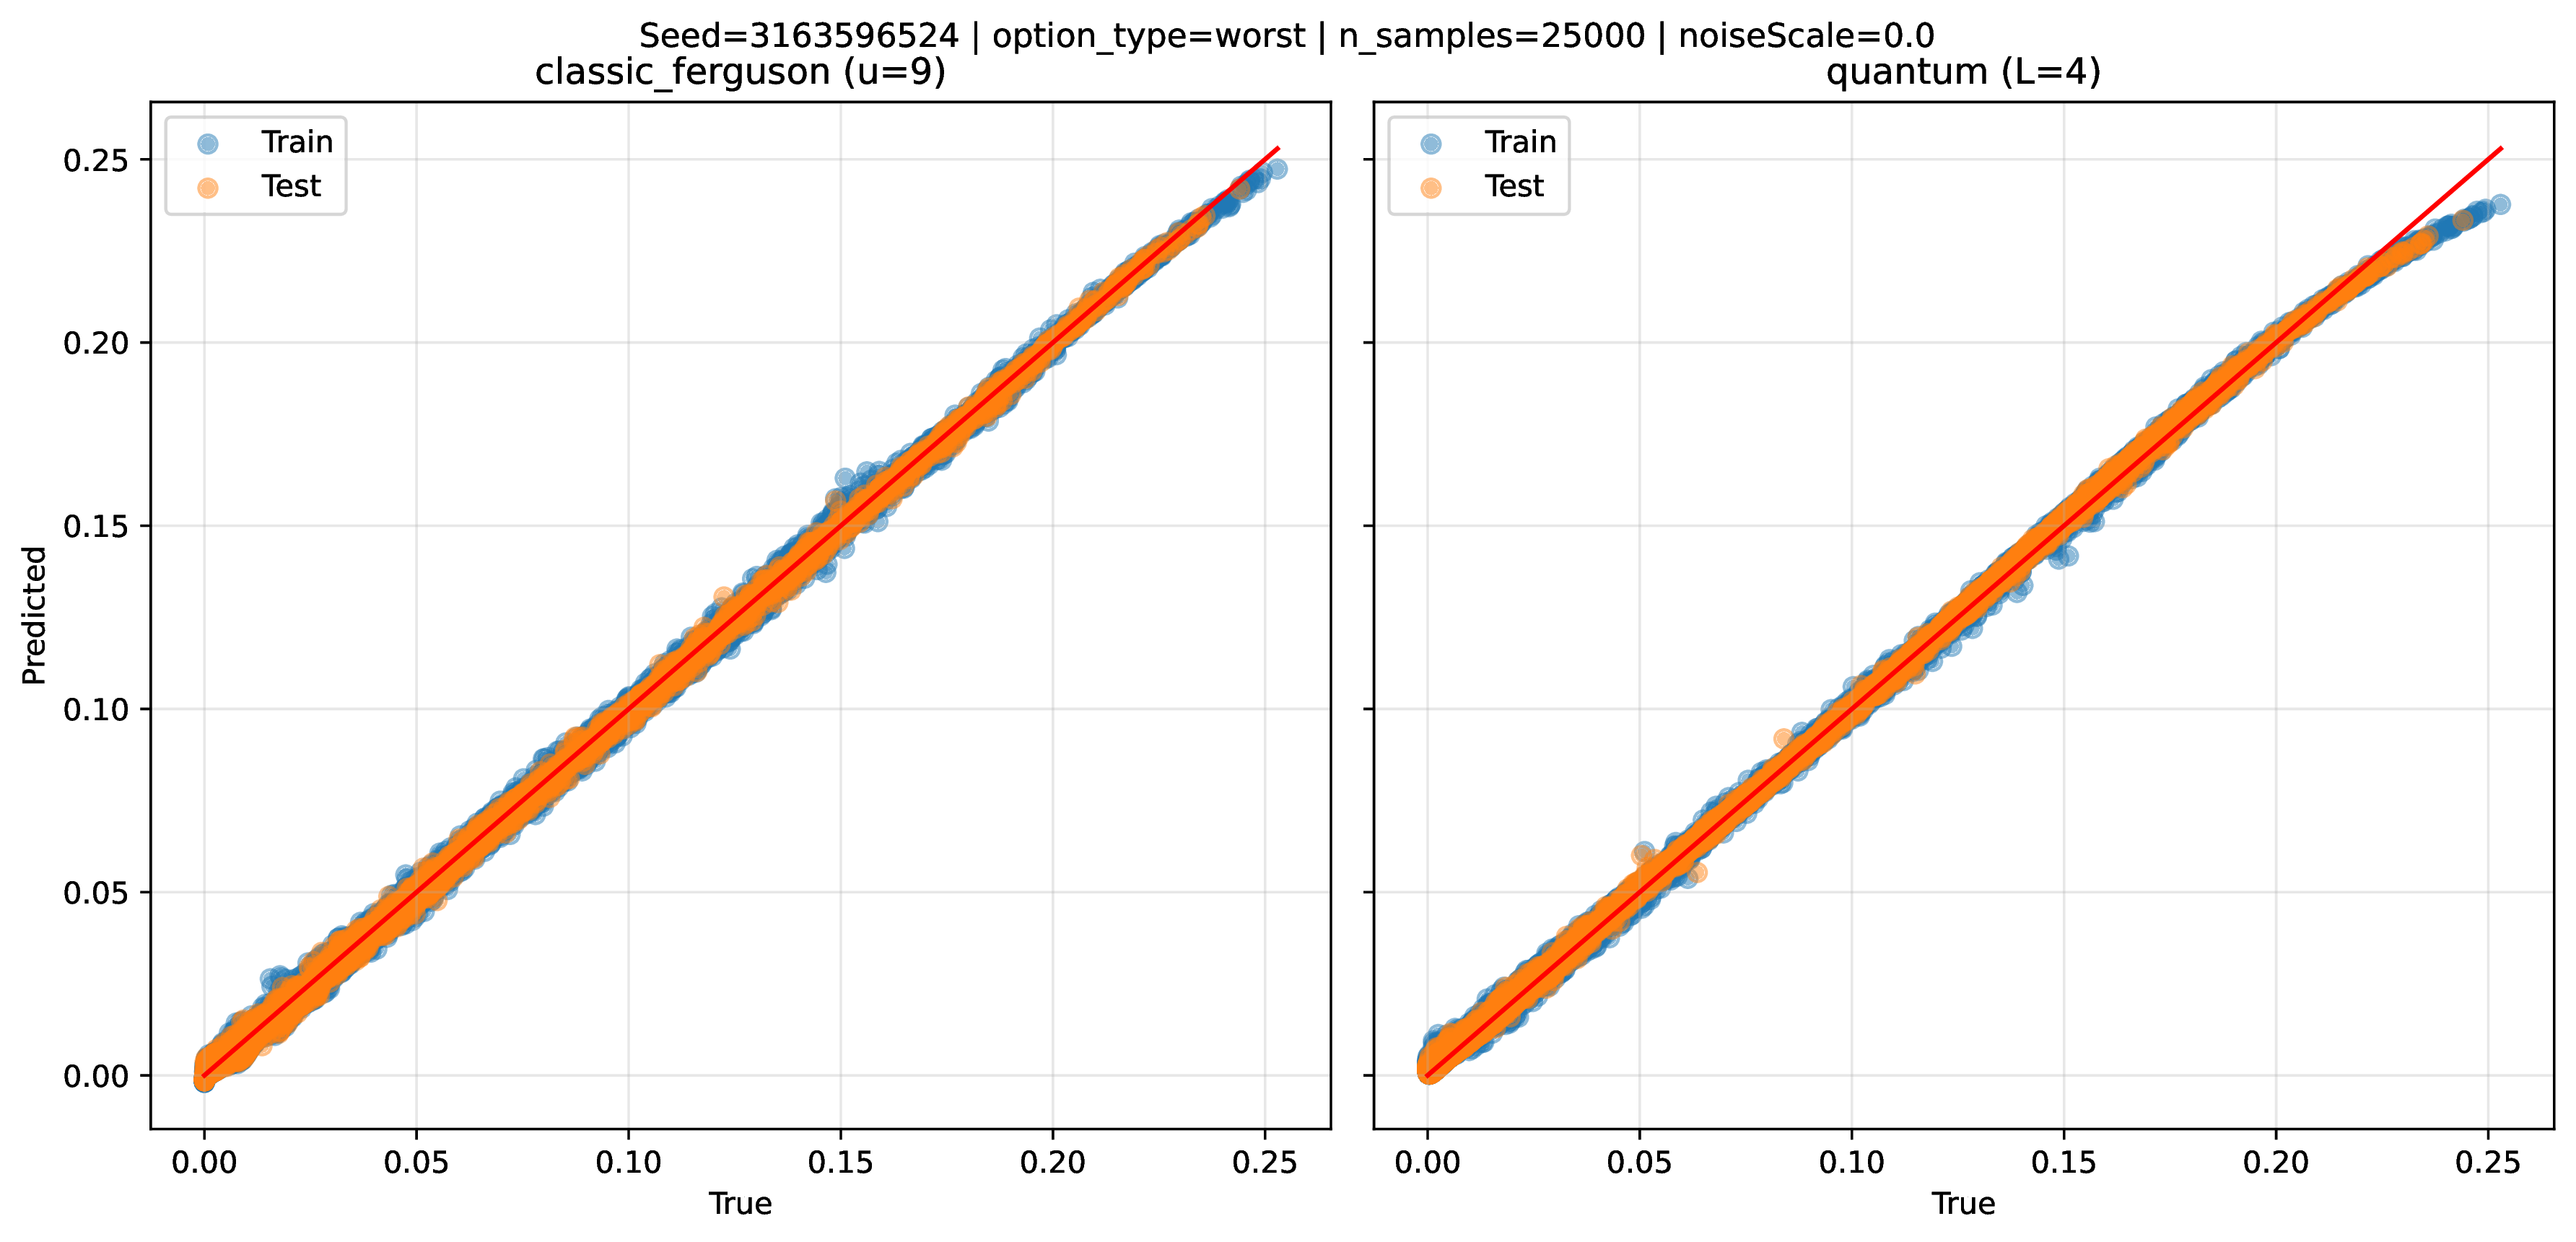 Seed=3163596524 | option_type=worst | n_samples=25000 | noiseScale=0.0
classic_ferguson (u=9)
Train
Test
0.25
0.20
0.15
0.10
0.05
0.00
Predicted
0.00 0.05 0.10 0.15 0.20 0.25
True
quantum (L=4)
Train
Test
0.00 0.05 0.10 0.15 0.20 0.25
True